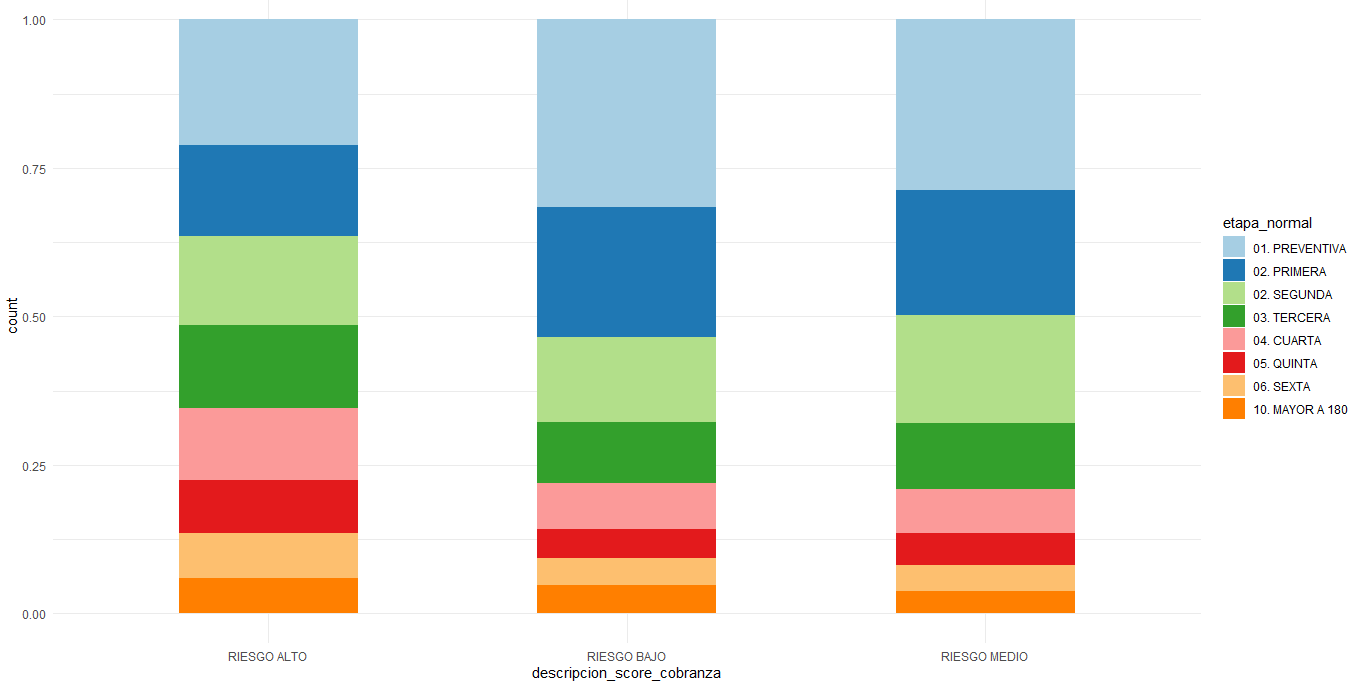 1.00
0.75
0.50
0.25
0.00
count
RIESGO ALTO
RIESGO BAJO
RIESGO MEDIO
descripcion_score_cobranza
etapa_normal
01. PREVENTIVA
02. PRIMERA
02. SEGUNDA
03. TERCERA
04. CUARTA
05. QUINTA
06. SEXTA
10. MAYOR A 180